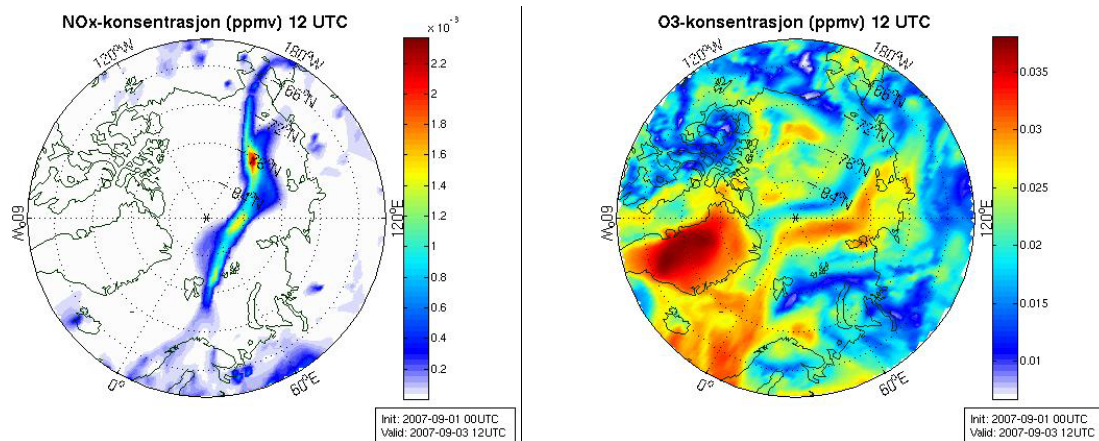 NOx-konsentrasjon (ppmv) 12 UTC
x 10⁻³
120°W
180°W
66°N
72°N
78°N
84°N
60°W
120°E
0°
60°E
2.2
2
1.8
1.6
1.4
1.2
1
0.8
0.6
0.4
0.2
Init: 2007-09-01 00UTC
Valid: 2007-09-03 12UTC
O3-konsentrasjon (ppmv) 12 UTC
120°W
180°W
66°N
72°N
78°N
84°N
60°W
120°E
0°
60°E
0.035
0.03
0.025
0.02
0.015
0.01
Init: 2007-09-01 00UTC
Valid: 2007-09-03 12UTC